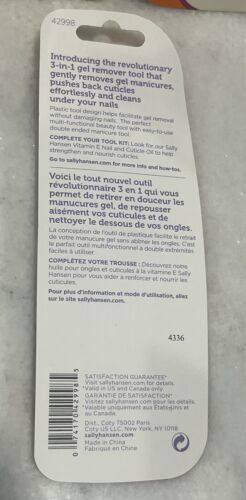 42998
Introducing the revolutionary
3-in-1 gel remover tool that
gently removes gel manicures,
pushes back cuticles
effortlessly and cleans
under your nails
Plastic tool design helps facilitate gel removal
without damaging nails. The perfect
multi-functional beauty tool with easy-to-use
double ended manicure tool.
COMPLETE YOUR TOOL KIT: Look for our Sally
Hansen Vitamin E Nail and Cuticle Oil to help
strengthen and nourish cuticles.
Go to sallyhansen.com for more info and how-tos.
Voici le tout nouvel outil
révolutionnaire 3 en 1 qui vous
permet de retirer en douceur les
manucures gel, de repousser
aisément vos cuticules et de
nettoyer le dessous de vos ongles.
La conception de l'outil de plastique facilite le retrait
de votre manucure gel sans abîmer les ongles. C'est
le parfait outil multifonctionnel à double extrémités
faciles à utiliser.
COMPLÉTEZ VOTRE TROUSSE : Découvrez notre
huile pour ongles et cuticules à la vitamine E Sally
Hansen pour vous aider à renforcer et à nourrir les
cuticules.
Pour plus d'information et mode d'utilisation, allez
sur le site sallyhansen.com.
4336
SATISFACTION GUARANTEE*
Visit sallyhansen.com for details.
Valid in US and Canada only.
GARANTIE DE SATISFACTION*
Visitez sallyhansen.com pour les détails.
Valable uniquement aux États-Unis et
au Canada.
Dist., Coty 75002 Paris
Coty US LLC, New York, NY 10118
sallyhansen.com
Made in China
Fabriqué en Chine
0 74170 42998 5